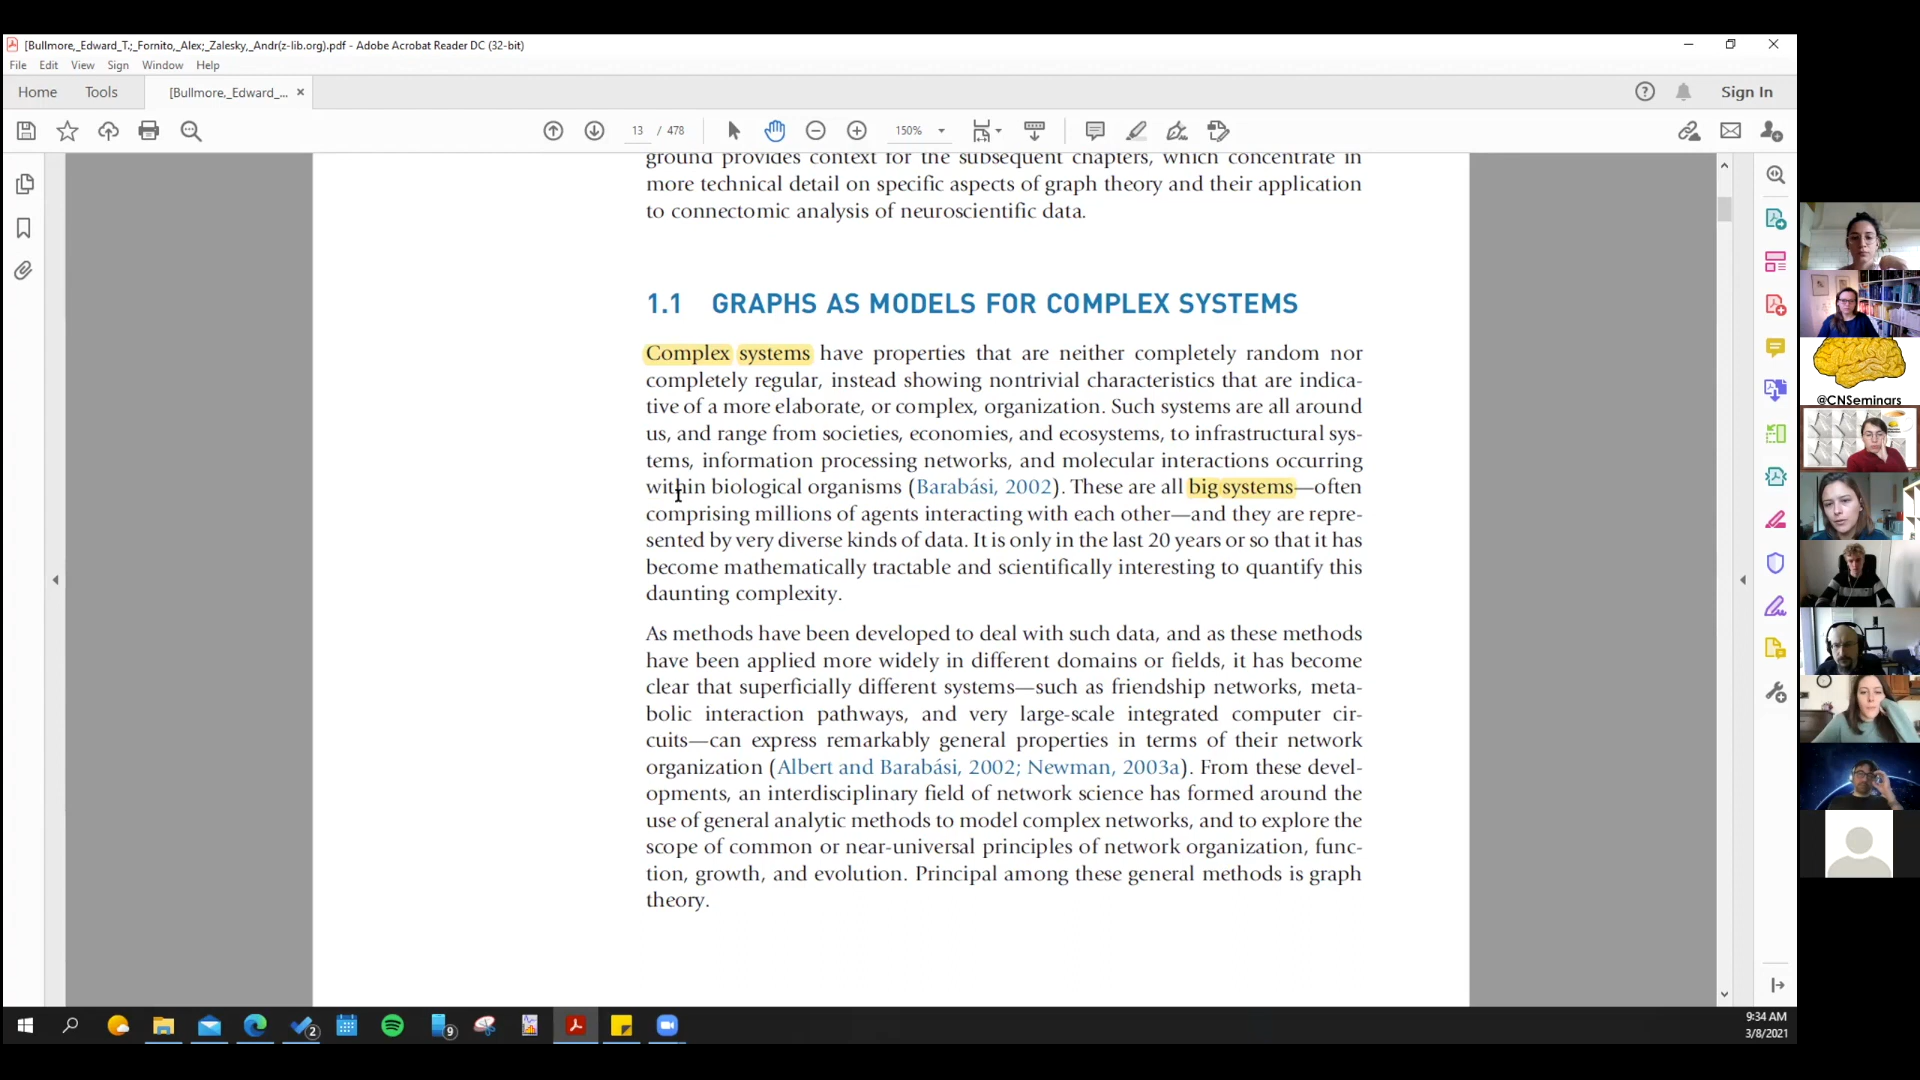 [Bullmore,_Edward_T.;_Fornito,_Alex;_Zalesky,_Andr(z-lib.org).pdf - Adobe Acrobat Reader DC (32-bit)
File Edit View Sign Window Help
Home Tools [Bullmore,_Edward_... × Sign In
13 / 478 150%
ground provides context for the subsequent chapters, which concentrate in
more technical detail on specific aspects of graph theory and their application
to connectomic analysis of neuroscientific data.
1.1 GRAPHS AS MODELS FOR COMPLEX SYSTEMS
Complex systems have properties that are neither completely random nor
completely regular, instead showing nontrivial characteristics that are indica-
tive of a more elaborate, or complex, organization. Such systems are all around
us, and range from societies, economies, and ecosystems, to infrastructural sys-
tems, information processing networks, and molecular interactions occurring
within biological organisms (Barabási, 2002). These are all big systems—often
comprising millions of agents interacting with each other—and they are repre-
sented by very diverse kinds of data. It is only in the last 20 years or so that it has
become mathematically tractable and scientifically interesting to quantify this
daunting complexity.
As methods have been developed to deal with such data, and as these methods
have been applied more widely in different domains or fields, it has become
clear that superficially different systems—such as friendship networks, meta-
bolic interaction pathways, and very large-scale integrated computer cir-
cuits—can express remarkably general properties in terms of their network
organization (Albert and Barabási, 2002; Newman, 2003a). From these devel-
opments, an interdisciplinary field of network science has formed around the
use of general analytic methods to model complex networks, and to explore the
scope of common or near-universal principles of network organization, func-
tion, growth, and evolution. Principal among these general methods is graph
theory.
@CNSeminars
2
9
9:34 AM
3/8/2021